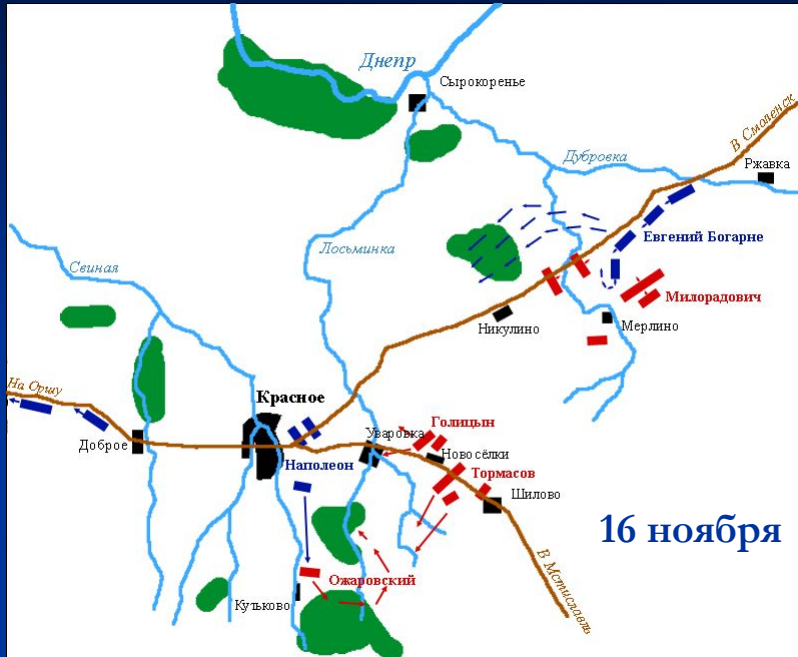 Днепр
Сырокоренье
В Смоленск
Дубровка
Ржавка
Лосьминка
Евгений Богарне
Свиная
Милорадович
Никулино
Мерлино
На Оршу
Красное
Голицын
Уваровка
Доброе
Новосёлки
Наполеон
Тормасов
Шилово
16 ноября
Ожаровский
Кутьково
В Мстиславль